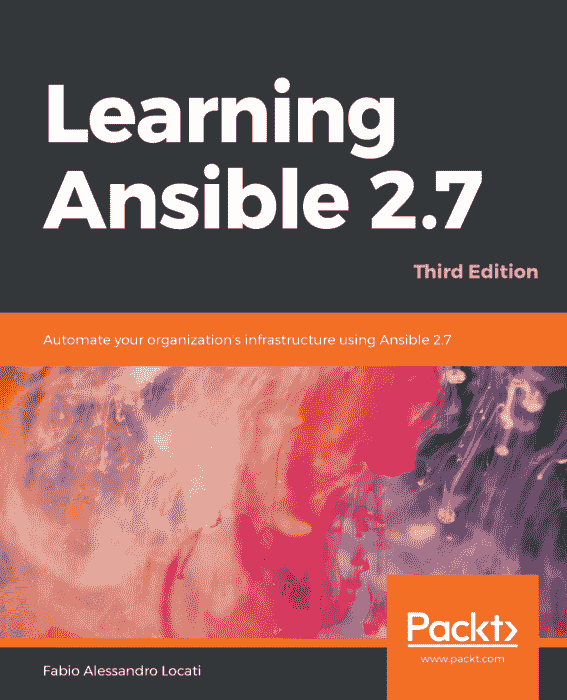 Learning
Ansible 2.7
Third Edition
Automate your organization's infrastructure using Ansible 2.7
Packt>
www.packt.com
Fabio Alessandro Locati